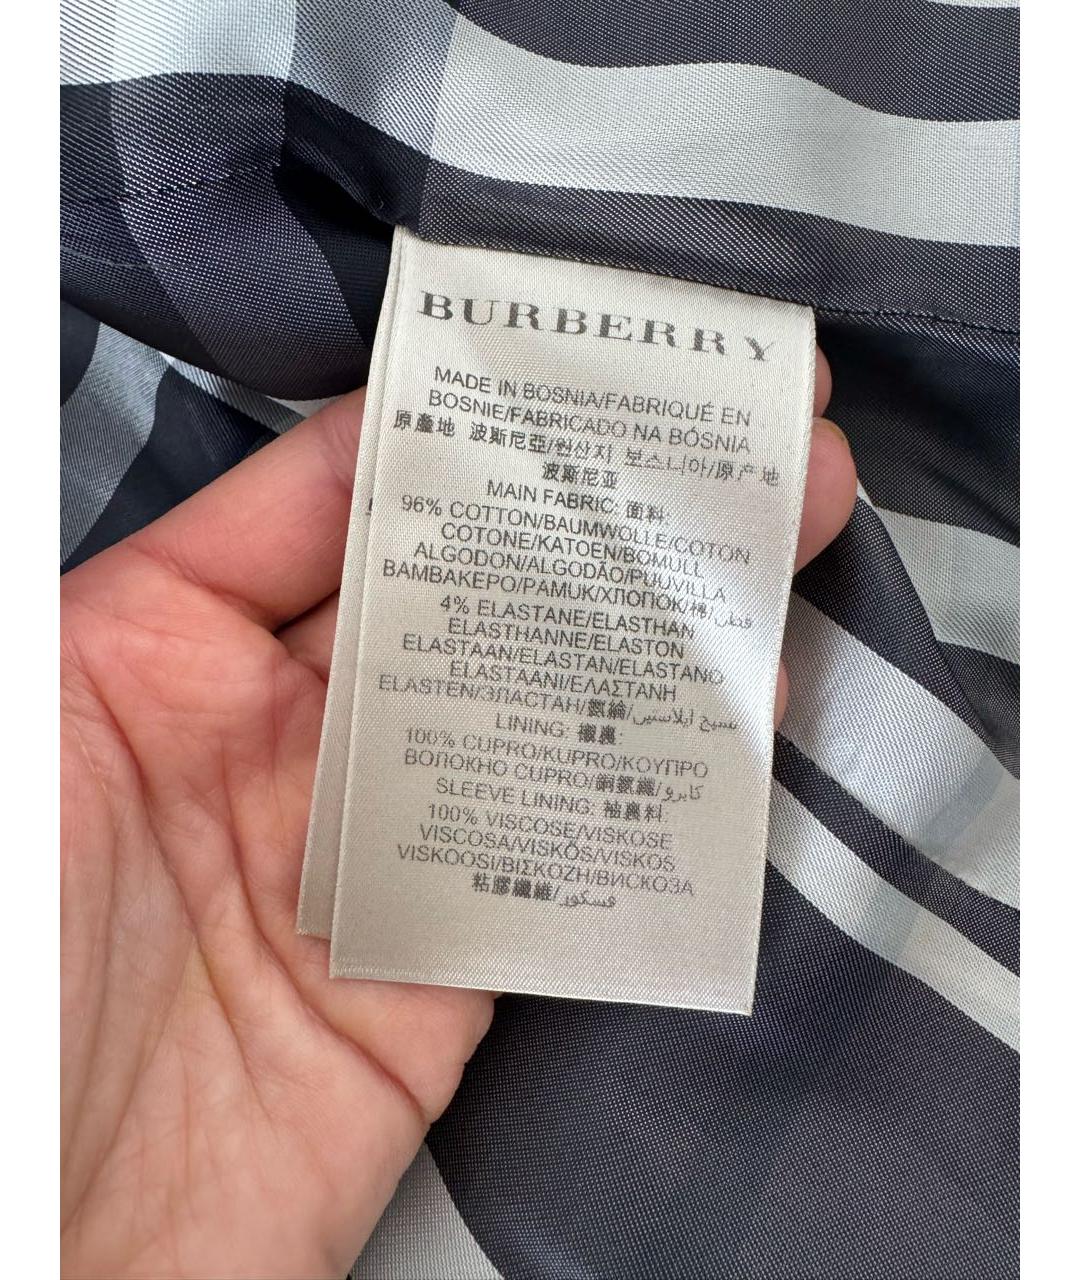 BURBERRY
MADE IN BOSNIA/FABRIQUÉ EN
BOSNIE/FABRICADO NA BÓSNIA
原產地 波斯尼亞/원산지 보스니아/原产地
波斯尼亚
MAIN FABRIC: 面料:
96% COTTON/BAUMWOLLE/COTON
COTONE/KATOEN/BOMULL
ALGODON/ALGODÃO/PUUVILLA
ΒΑΜΒΑΚΕΡΟ/PAMUK/ХЛОПОК/棉/قطن
4% ELASTANE/ELASTHAN
ELASTHANNE/ELASTON
ELASTAAN/ELASTAN/ELASTANO
ELASTAANI/ΕΛΑΣΤΑΝΗ
ELASTEN/ЭЛАСТАН/氨綸/نسيج ايلاستين
LINING: 襯裏:
100% CUPRO/KUPRO/ΚΟΥΠΡΟ
ВОЛОКНО CUPRO/銅氨纖/كابرو
SLEEVE LINING: 袖裏料:
100% VISCOSE/VISKOSE
VISCOSA/VISKÓS/VISKOS
VISKOOSI/ΒΙΣΚΟΖΗ/ВИСКОЗА
粘膠纖維/فسكوز